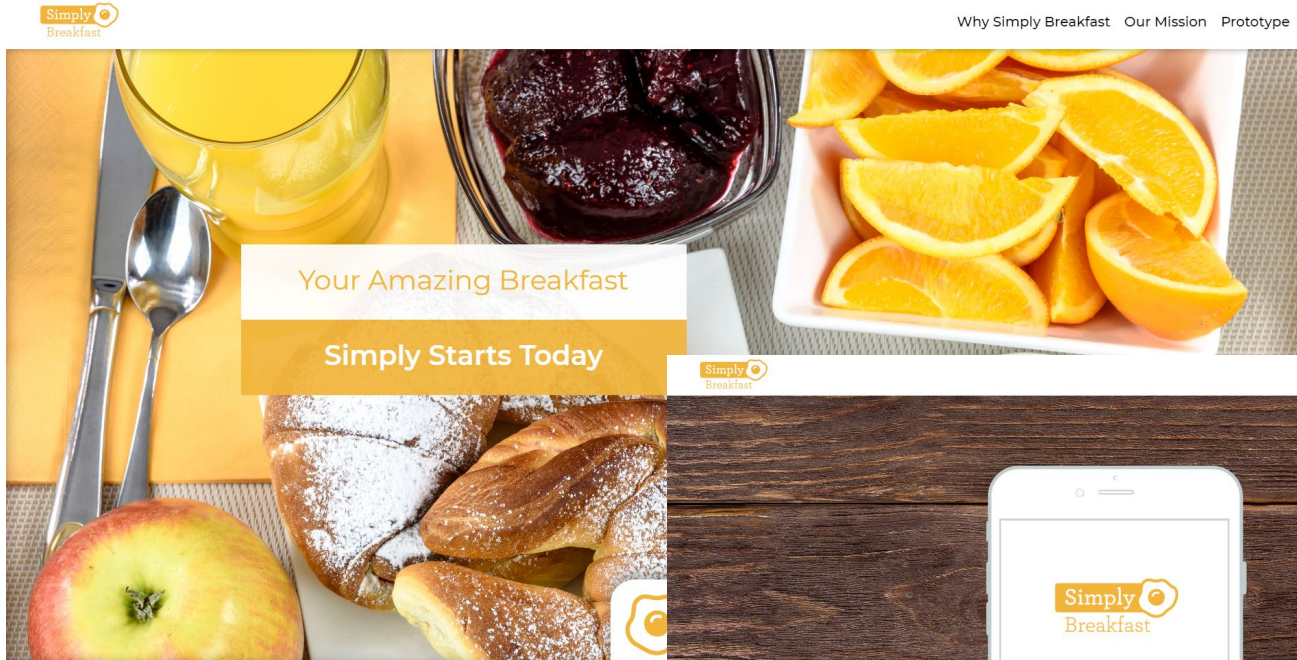 Simply
Breakfast
Why Simply Breakfast Our Mission Prototype
Your Amazing Breakfast
Simply Starts Today
Simply
Breakfast
Simply
Breakfast